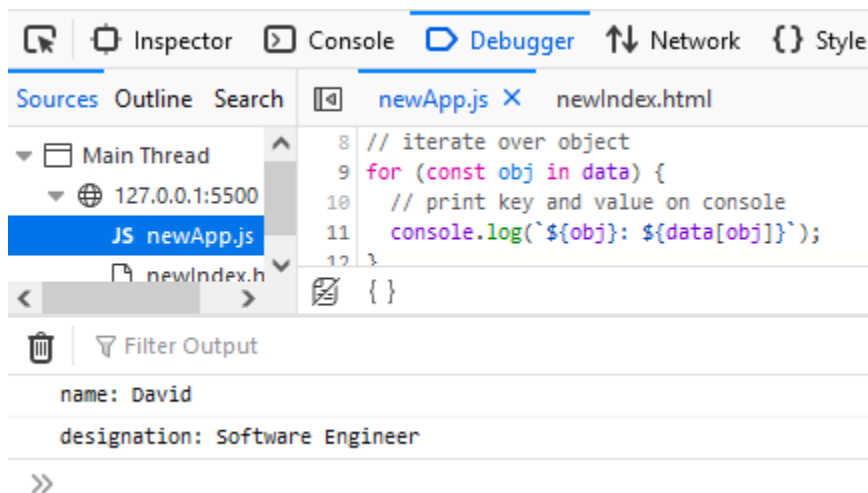 Inspector Console Debugger Network {} Style
Sources Outline Search newApp.js newIndex.html
Main Thread
127.0.0.1:5500
JS newApp.js
newIndex.h
8 // iterate over object
9 for (const obj in data) {
10 // print key and value on console
11 console.log(`${obj}: ${data[obj]}`);
12 }
{ }
Filter Output
name: David
designation: Software Engineer